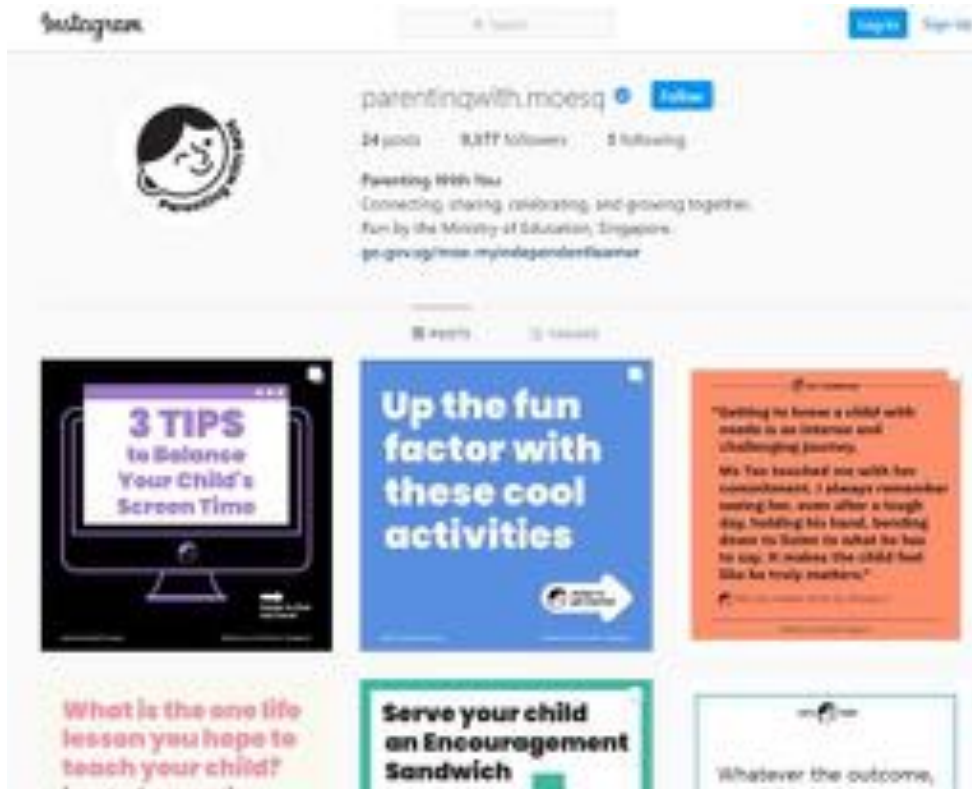 Instagram
Log In
Sign Up
parentingwith.moesg
Follow
24 posts
followers
following
Parenting With You
Connecting, sharing, celebrating, and growing together.
Run by the Ministry of Education, Singapore.
POSTS
TAGGED
3 TIPS
to Balance
Your Child's
Screen Time
Up the fun
factor with
these cool
activities
"Getting to know a child with
needs is an intense and
challenging journey.
Ms Tan touched me with her
commitment. I always remember
seeing her, even after a tough
day, holding his hand, bending
down to listen to what he has
to say. It makes the child feel
like he truly matters."
What is the one life
lesson you hope to
teach your child?
Serve your child
an Encouragement
Sandwich
Whatever the outcome,